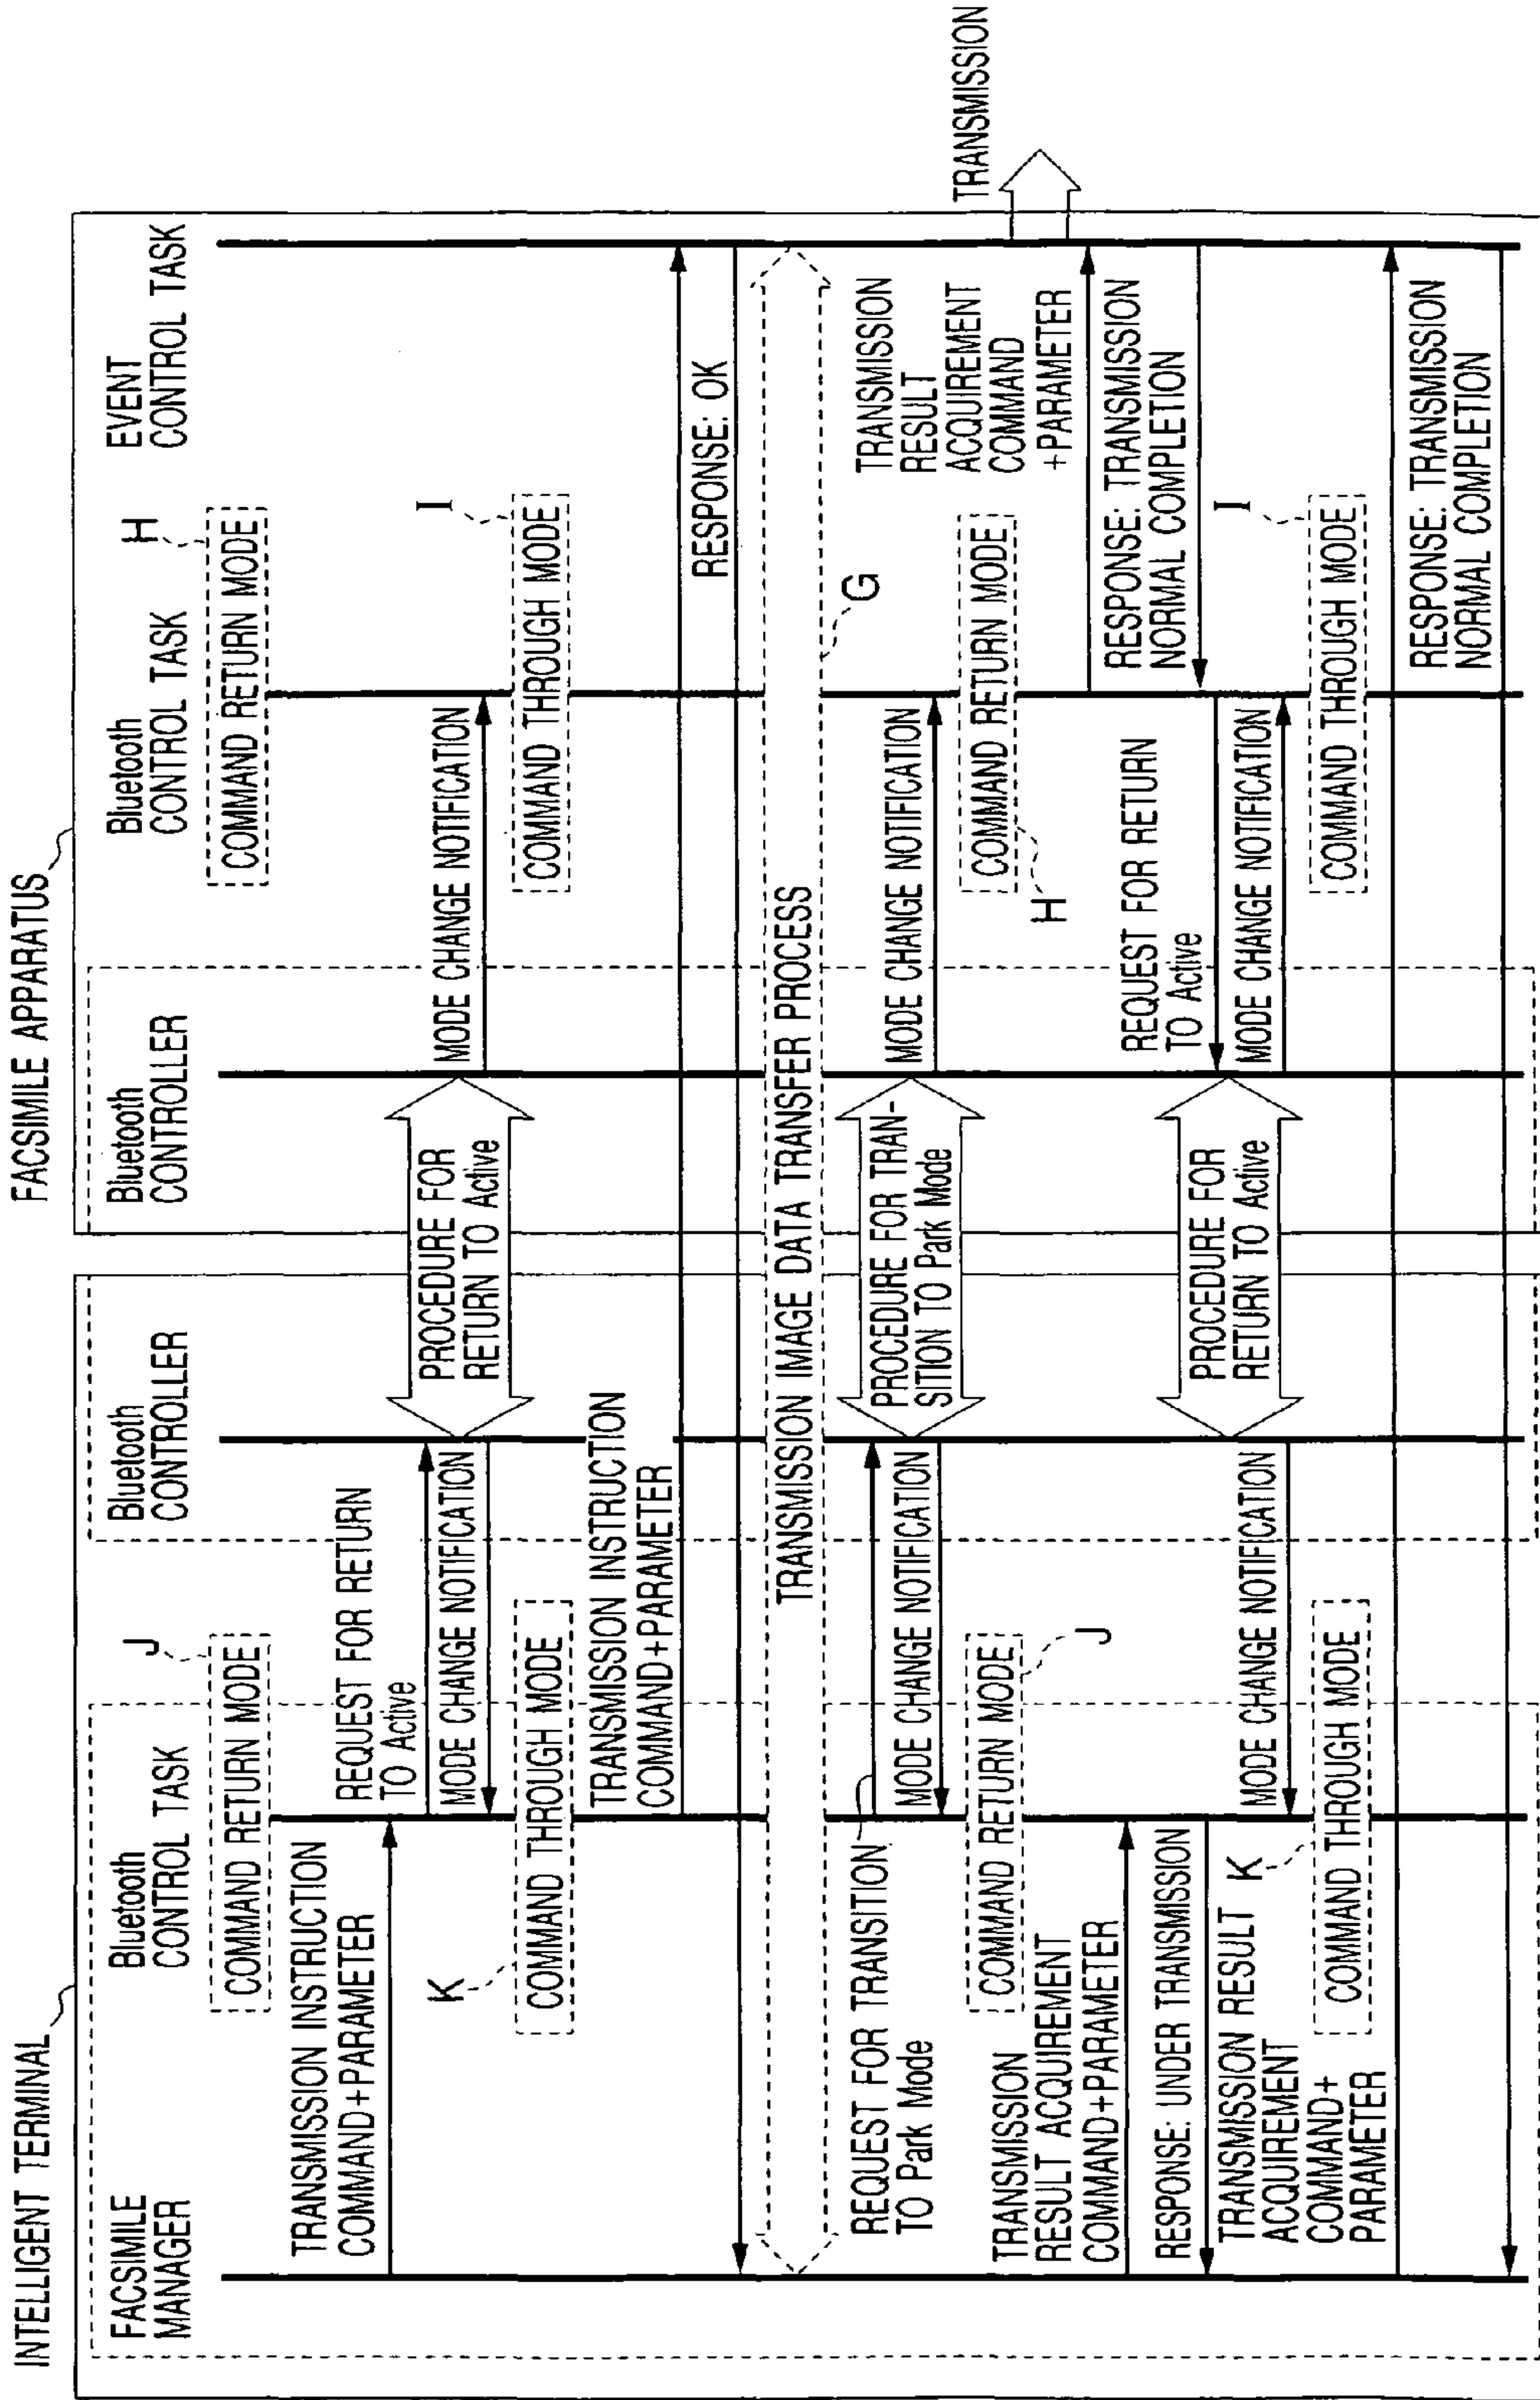 INTELLIGENT TERMINAL
FACSIMILE APPARATUS
FACSIMILE
MANAGER
Bluetooth
CONTROL TASK
Bluetooth
CONTROLLER
Bluetooth
CONTROLLER
Bluetooth
CONTROL TASK
EVENT
CONTROL TASK
J
COMMAND RETURN MODE
H
COMMAND RETURN MODE
TRANSMISSION INSTRUCTION
COMMAND+PARAMETER
REQUEST FOR RETURN
TO Active
MODE CHANGE NOTIFICATION
PROCEDURE FOR
RETURN TO Active
MODE CHANGE NOTIFICATION
K
COMMAND THROUGH MODE
I
COMMAND THROUGH MODE
TRANSMISSION INSTRUCTION
COMMAND+PARAMETER
RESPONSE: OK
TRANSMISSION IMAGE DATA TRANSFER PROCESS
G
REQUEST FOR TRANSITION
TO Park Mode
MODE CHANGE NOTIFICATION
PROCEDURE FOR TRAN-
SITION TO Park Mode
MODE CHANGE NOTIFICATION
COMMAND RETURN MODE
J
COMMAND RETURN MODE
H
TRANSMISSION
RESULT
ACQUIREMENT
COMMAND
+PARAMETER
TRANSMISSION
TRANSMISSION
RESULT ACQUIREMENT
COMMAND+PARAMETER
RESPONSE: UNDER TRANSMISSION
RESPONSE: TRANSMISSION
NORMAL COMPLETION
REQUEST FOR RETURN
TO Active
PROCEDURE FOR
RETURN TO Active
MODE CHANGE NOTIFICATION
MODE CHANGE NOTIFICATION
K
COMMAND THROUGH MODE
I
COMMAND THROUGH MODE
TRANSMISSION RESULT
ACQUIREMENT
COMMAND+
PARAMETER
RESPONSE: TRANSMISSION
NORMAL COMPLETION